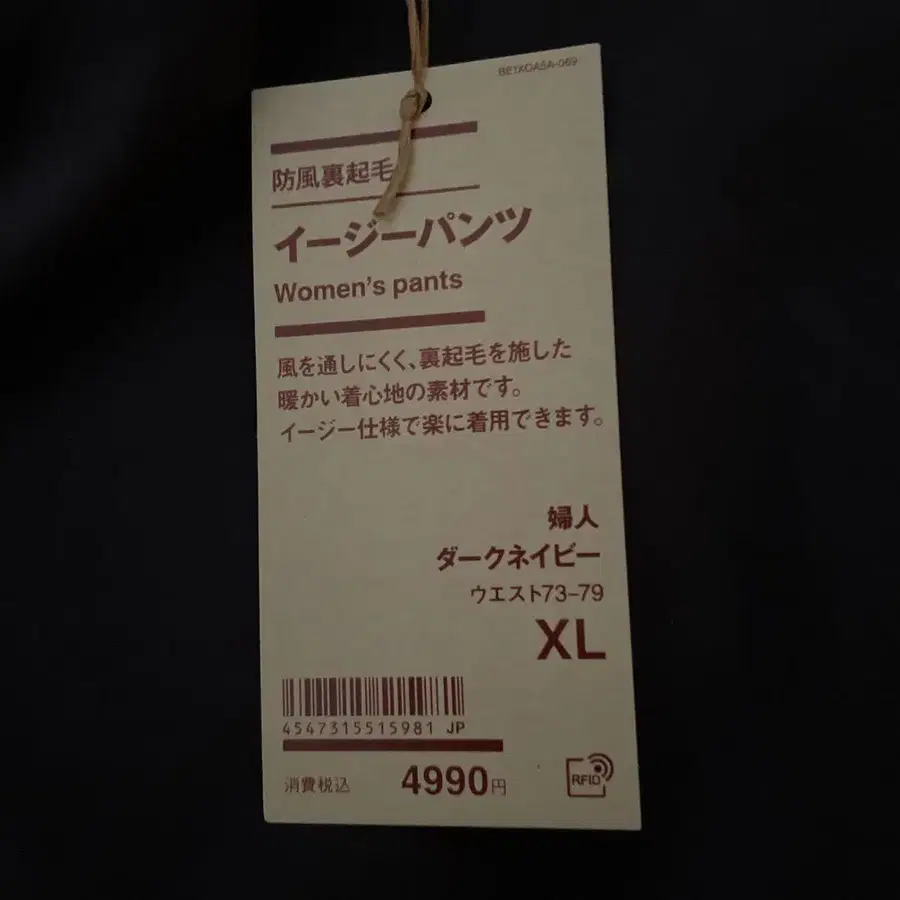 BE1XOA5A-069
防風裏起毛
イージーパンツ
Women's pants
風を通しにくく、裏起毛を施した
暖かい着心地の素材です。
イージー仕様で楽に着用できます。
婦人
ダークネイビー
ウエスト73-79
XL
4547315515981 JP
消費税込 4990円
RFID